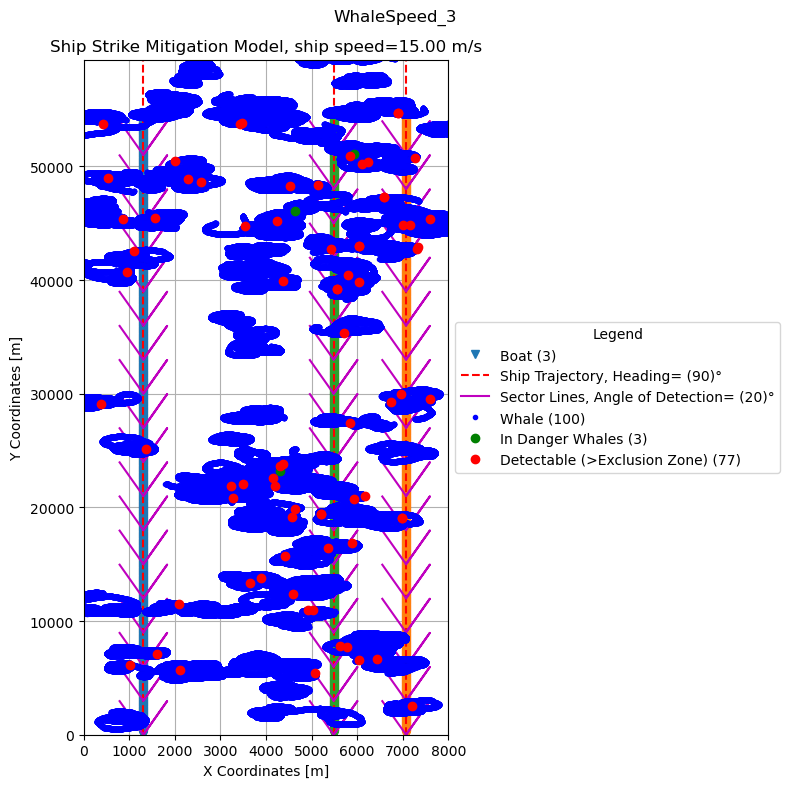 WhaleSpeed_3
Ship Strike Mitigation Model, ship speed=15.00 m/s
50000
40000
30000
20000
10000
0
Y Coordinates [m]
0 1000 2000 3000 4000 5000 6000 7000 8000
X Coordinates [m]
Legend
Boat (3)
Ship Trajectory, Heading= (90)°
Sector Lines, Angle of Detection= (20)°
Whale (100)
In Danger Whales (3)
Detectable (>Exclusion Zone) (77)